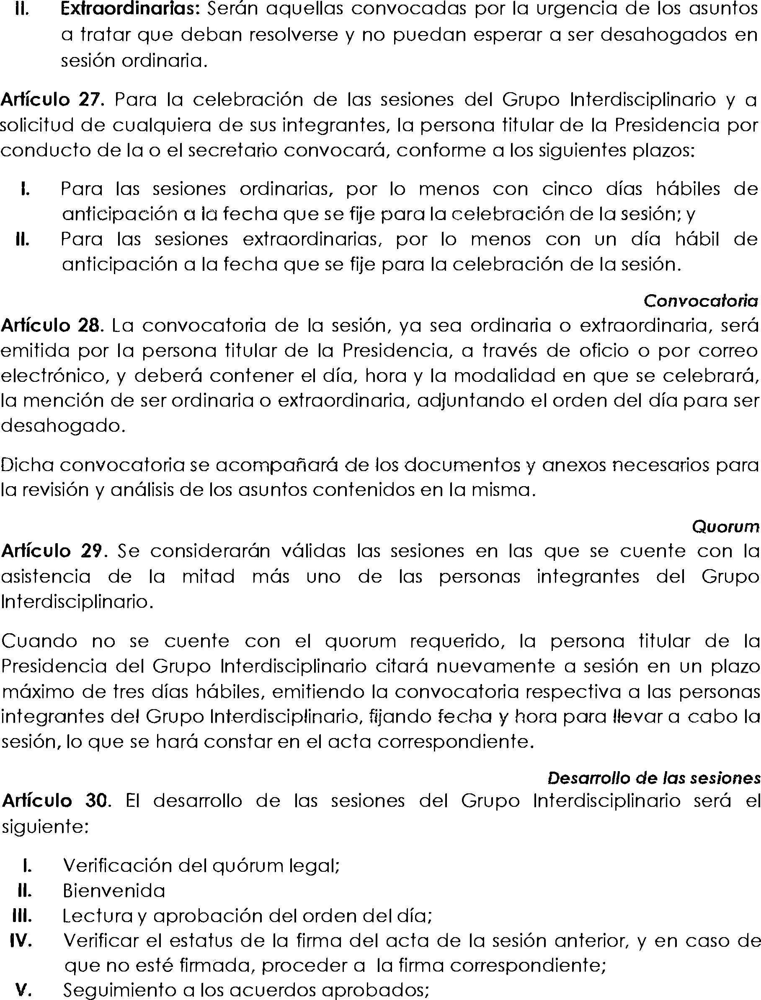 II. Extraordinarias: Serán aquellas convocadas por la urgencia de los asuntos
a tratar que deban resolverse y no puedan esperar a ser desahogados en
sesión ordinaria.
Artículo 27. Para la celebración de las sesiones del Grupo Interdisciplinario y a
solicitud de cualquiera de sus integrantes, la persona titular de la Presidencia por
conducto de la o el secretario convocará, conforme a los siguientes plazos:
I. Para las sesiones ordinarias, por lo menos con cinco días hábiles de
anticipación a la fecha que se fije para la celebración de la sesión; y
II. Para las sesiones extraordinarias, por lo menos con un día hábil de
anticipación a la fecha que se fije para la celebración de la sesión.
Convocatoria
Artículo 28. La convocatoria de la sesión, ya sea ordinaria o extraordinaria, será
emitida por la persona titular de la Presidencia, a través de oficio o por correo
electrónico, y deberá contener el día, hora y la modalidad en que se celebrará,
la mención de ser ordinaria o extraordinaria, adjuntando el orden del día para ser
desahogado.
Dicha convocatoria se acompañará de los documentos y anexos necesarios para
la revisión y análisis de los asuntos contenidos en la misma.
Quorum
Artículo 29. Se considerarán válidas las sesiones en las que se cuente con la
asistencia de la mitad más uno de las personas integrantes del Grupo
Interdisciplinario.
Cuando no se cuente con el quorum requerido, la persona titular de la
Presidencia del Grupo Interdisciplinario citará nuevamente a sesión en un plazo
máximo de tres días hábiles, emitiendo la convocatoria respectiva a las personas
integrantes del Grupo Interdisciplinario, fijando fecha y hora para llevar a cabo la
sesión, lo que se hará constar en el acta correspondiente.
Desarrollo de las sesiones
Artículo 30. El desarrollo de las sesiones del Grupo Interdisciplinario será el
siguiente:
I. Verificación del quórum legal;
II. Bienvenida
III. Lectura y aprobación del orden del día;
IV. Verificar el estatus de la firma del acta de la sesión anterior, y en caso de
que no esté firmada, proceder a la firma correspondiente;
V. Seguimiento a los acuerdos aprobados;